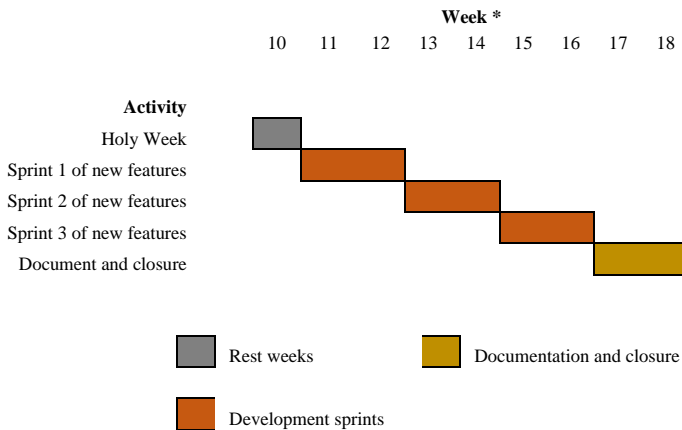 Week *
10 11 12 13 14 15 16 17 18
Activity
Holy Week
Sprint 1 of new features
Sprint 2 of new features
Sprint 3 of new features
Document and closure
Rest weeks Documentation and closure
Development sprints